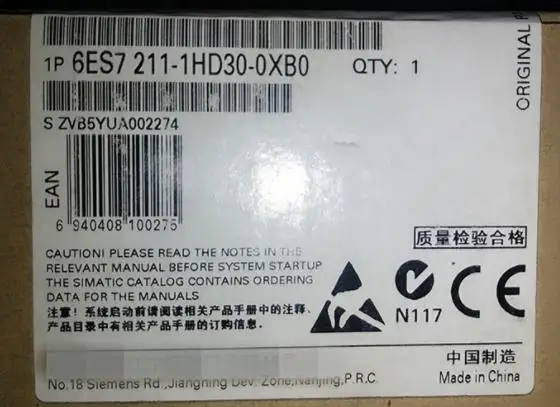 1P 6ES7 211-1HD30-0XB0 QTY: 1
ORIGINAL
S ZVB5YUA002274
EAN
6 940408 100275
CAUTION! PLEASE READ THE NOTES IN THE
RELEVANT MANUAL BEFORE SYSTEM STARTUP
THE SIMATIC CATALOG CONTAINS ORDERING
DATA FOR THE MANUALS
注意！系统启动前请阅读相关产品手册中的注释、
产品目录中有相关产品手册的订购信息.
质量检验合格
N117
CE
中国制造
Made in China
No.18 Siemens Rd.,Jiangning Dev. Zone,Nanjing,P.R.C